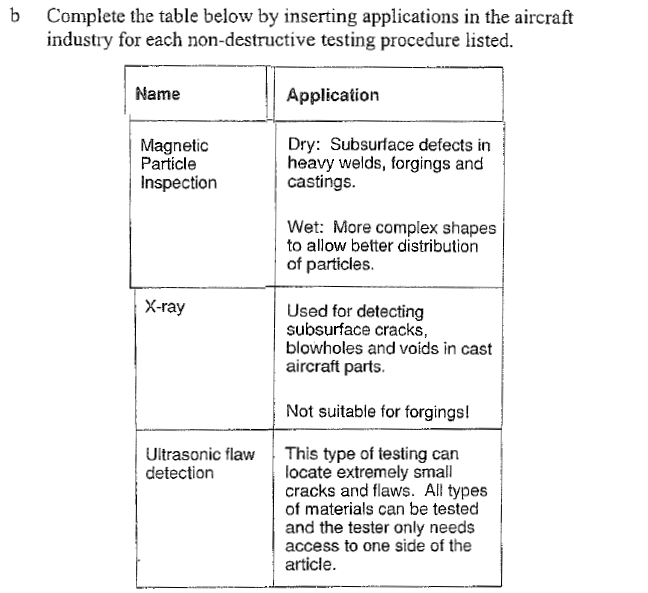 b Complete the table below by inserting applications in the aircraft
industry for each non-destructive testing procedure listed.
Name
Application
Magnetic
Particle
Inspection
Dry: Subsurface defects in
heavy welds, forgings and
castings.
Wet: More complex shapes
to allow better distribution
of particles.
X-ray
Used for detecting
subsurface cracks,
blowholes and voids in cast
aircraft parts.
Not suitable for forgings!
Ultrasonic flaw
detection
This type of testing can
locate extremely small
cracks and flaws. All types
of materials can be tested
and the tester only needs
access to one side of the
article.